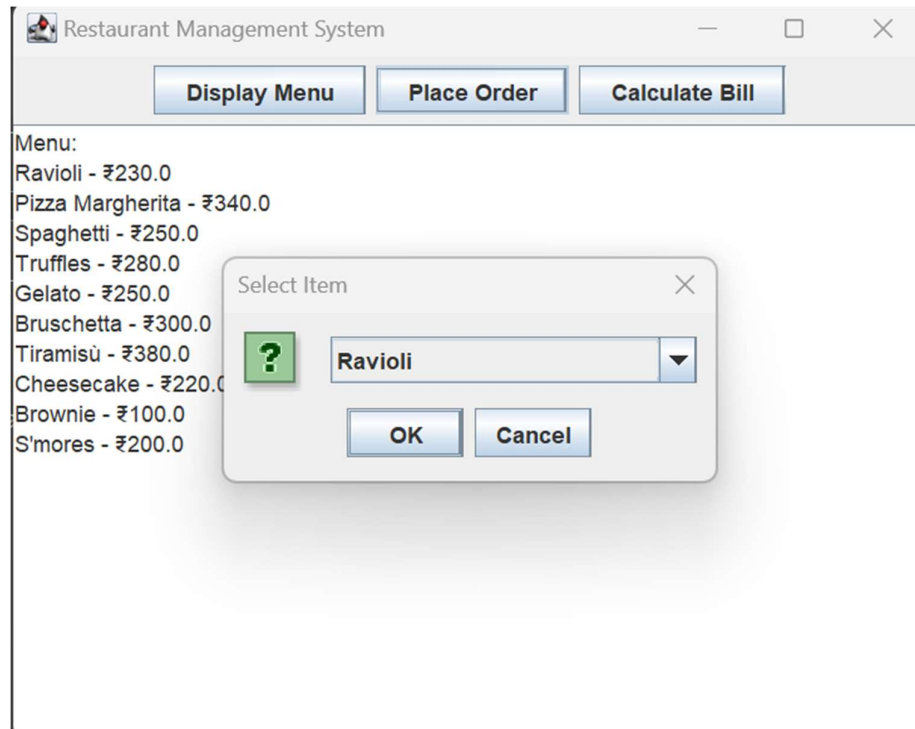 Restaurant Management System
Display Menu Place Order Calculate Bill
Menu:
Ravioli - ₹230.0
Pizza Margherita - ₹340.0
Spaghetti - ₹250.0
Truffles - ₹280.0
Gelato - ₹250.0
Bruschetta - ₹300.0
Tiramisù - ₹380.0
Cheesecake - ₹220.0
Brownie - ₹100.0
S'mores - ₹200.0
Select Item
?
Ravioli
OK Cancel